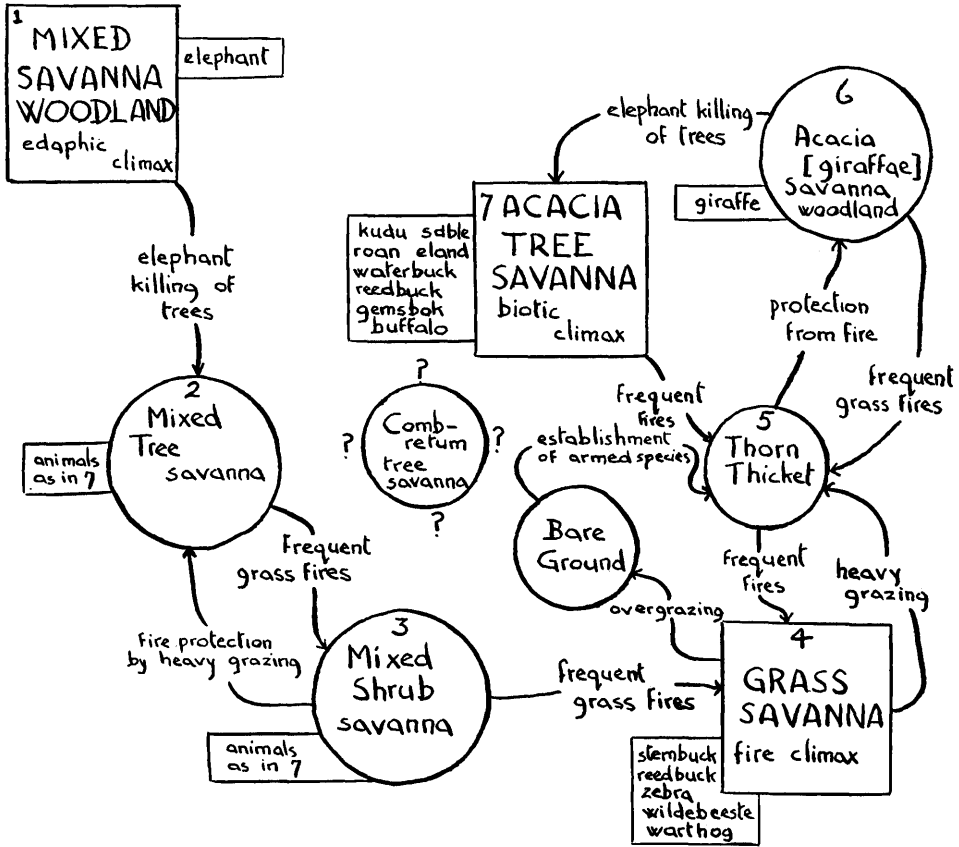 1
MIXED
SAVANNA
WOODLAND
edaphic
climax
elephant
elephant
killing of
trees
2
Mixed
Tree
savanna
animals
as in 7
Frequent
grass fires
Fire protection
by heavy grazing
3
Mixed
Shrub
savanna
animals
as in 7
frequent
grass fires
4
GRASS
SAVANNA
fire climax
stembuck
reedbuck
zebra
wildebeeste
warthog
overgrazing
Bare
Ground
establishment
of armed species
heavy
grazing
5
Thorn
Thicket
frequent
fires
protection
from fire
6
Acacia
[giraffae]
savanna
woodland
giraffe
frequent
grass fires
elephant killing
of trees
7 ACACIA
TREE
SAVANNA
biotic
climax
kudu sable
roan eland
waterbuck
reedbuck
gemsbok
buffalo
frequent
fires
?
? ?
?
Comb-
retum
tree
savanna